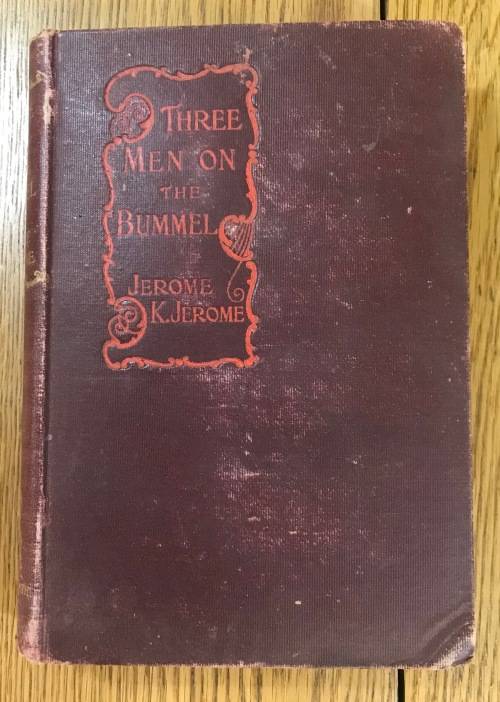 THREE
MEN ON
THE
BUMMEL
JEROME
K. JEROME